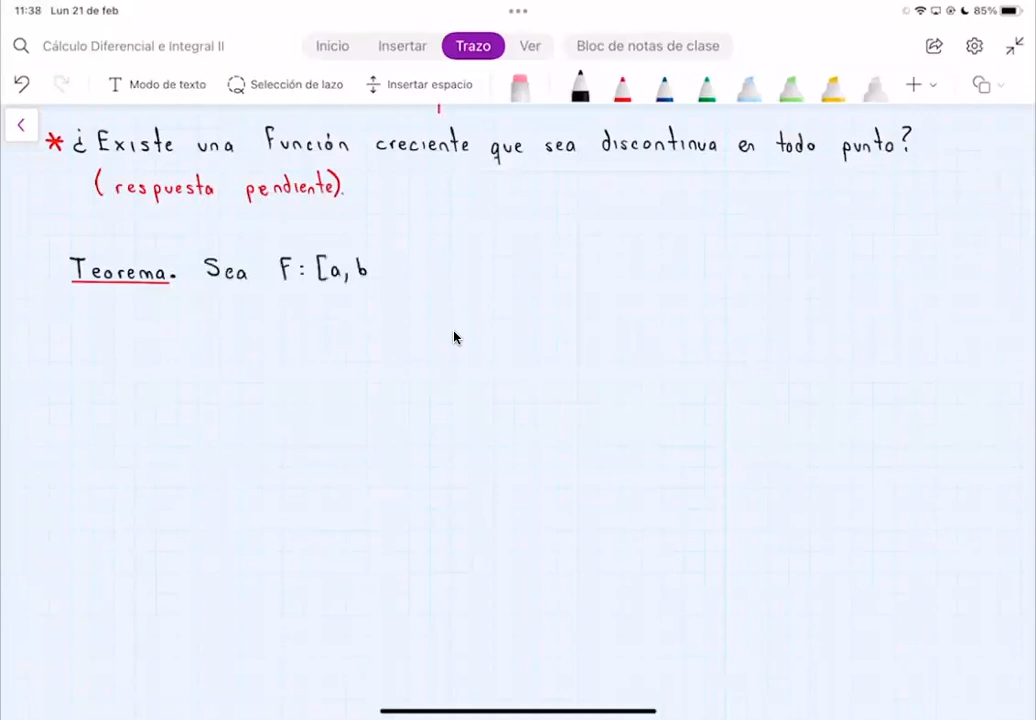 11:38 Lun 21 de feb
85%
Cálculo Diferencial e Integral II
Inicio Insertar Trazo Ver Bloc de notas de clase
Modo de texto Selección de lazo Insertar espacio
* ¿Existe una función creciente que sea discontinua en todo punto?
(respuesta pendiente).
Teorema. Sea f: [a, b